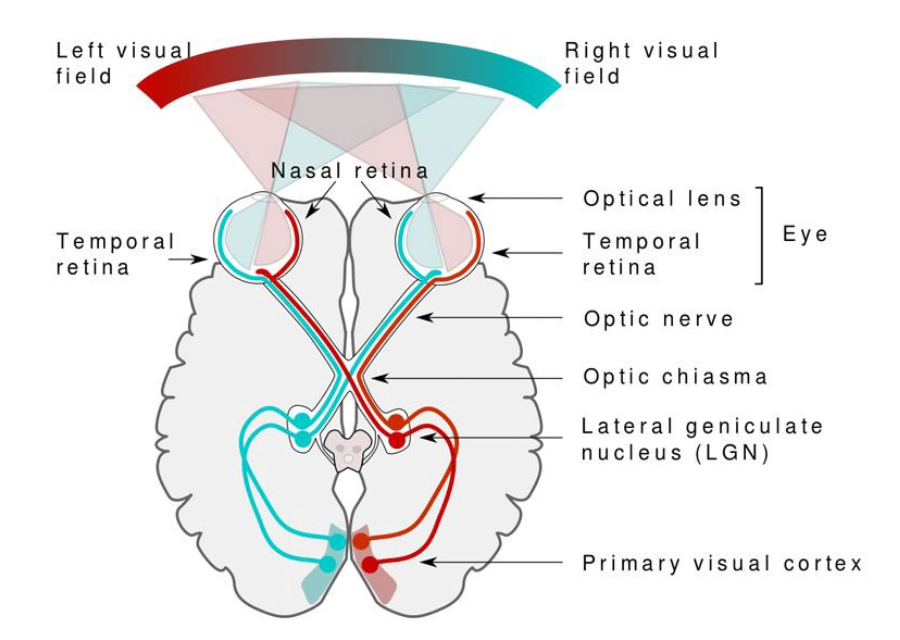 Left visual
field
Right visual
field
Nasal retina
Optical lens
Temporal
retina
Temporal
retina
Eye
Optic nerve
Optic chiasma
Lateral geniculate
nucleus (LGN)
Primary visual cortex